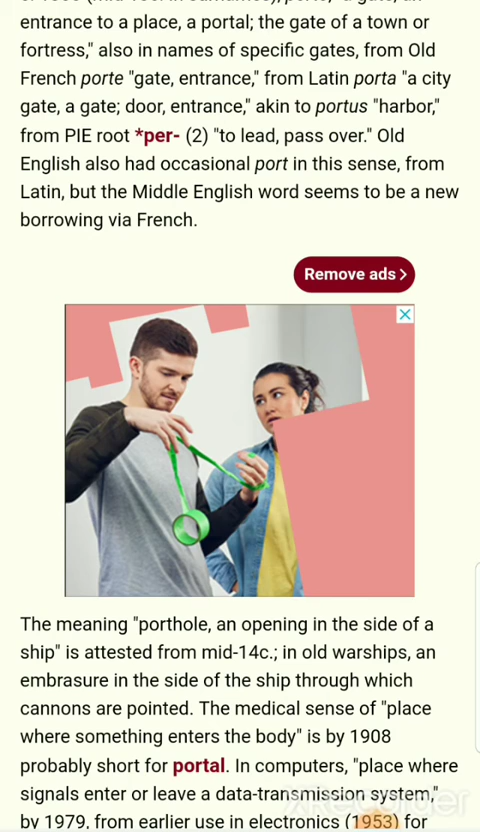 entrance to a place, a portal; the gate of a town or
fortress," also in names of specific gates, from Old
French porte "gate, entrance," from Latin porta "a city
gate, a gate; door, entrance," akin to portus "harbor,"
from PIE root *per- (2) "to lead, pass over." Old
English also had occasional port in this sense, from
Latin, but the Middle English word seems to be a new
borrowing via French.
Remove ads >
The meaning "porthole, an opening in the side of a
ship" is attested from mid-14c.; in old warships, an
embrasure in the side of the ship through which
cannons are pointed. The medical sense of "place
where something enters the body" is by 1908
probably short for portal. In computers, "place where
signals enter or leave a data-transmission system,"
XRecorder
by 1979, from earlier use in electronics (1953) for